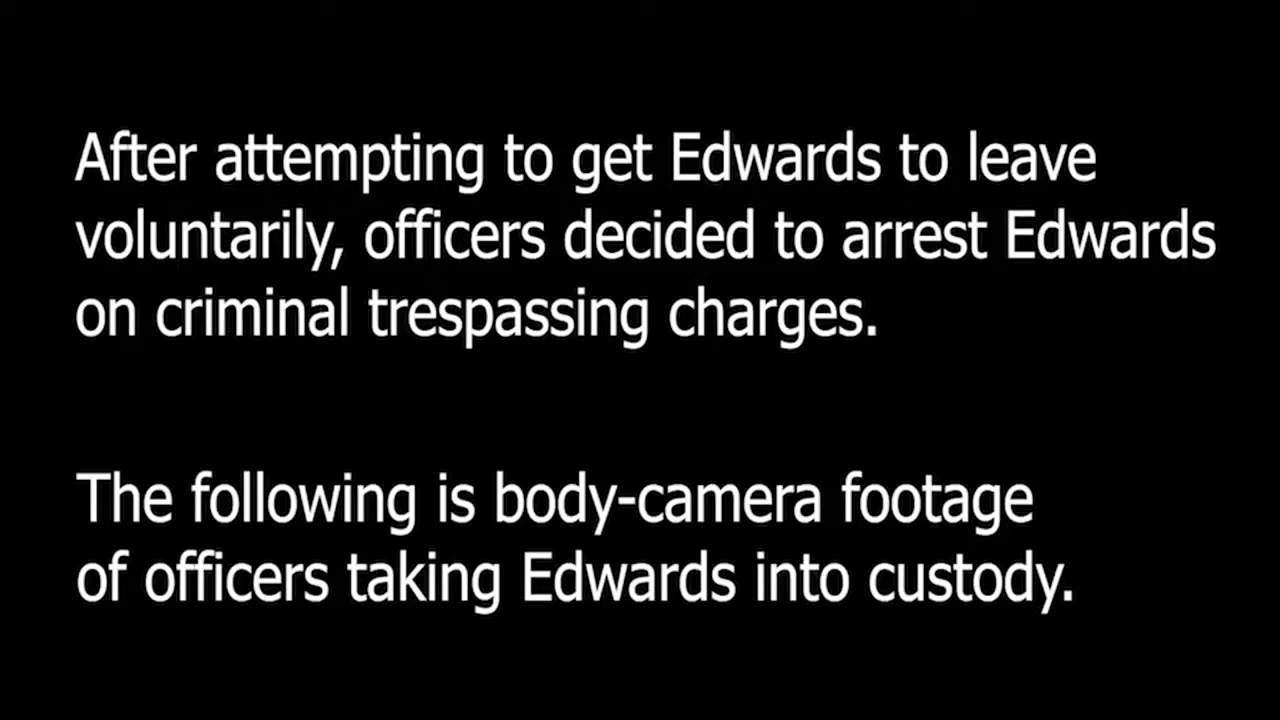 After attempting to get Edwards to leave
voluntarily, officers decided to arrest Edwards
on criminal trespassing charges.
The following is body-camera footage
of officers taking Edwards into custody.